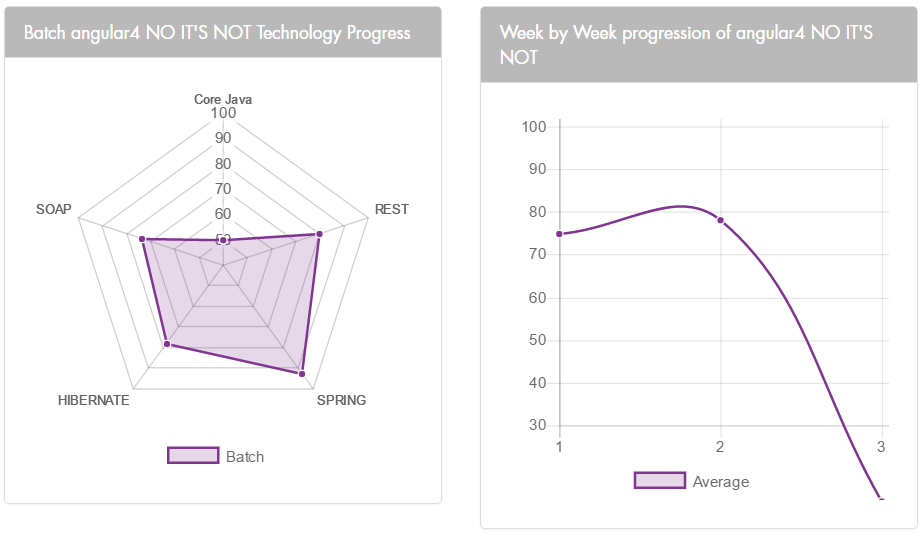 Batch angular4 NO IT'S NOT Technology Progress
Core Java
100
90
80
70
60
50
SOAP
REST
HIBERNATE
SPRING
Batch
Week by Week progression of angular4 NO IT'S
NOT
100
90
80
70
60
50
40
30
1 2 3
Average